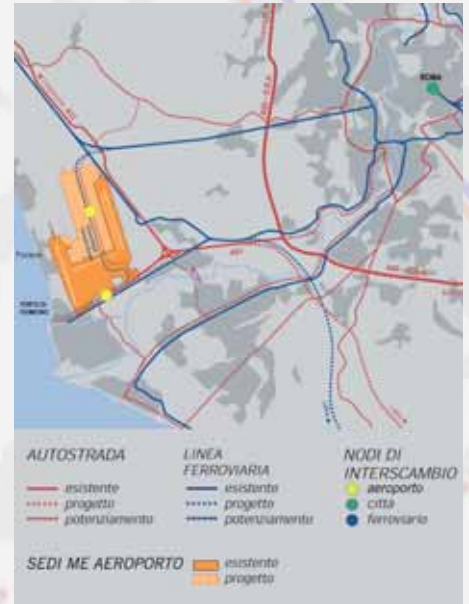 ROMA
AUTOSTRADA
esistente
progetto
potenziamento
LINEA
FERROVIARIA
esistente
progetto
potenziamento
NODI DI
INTERSCAMBIO
aeroporto
città
ferroviario
SEDI ME AEROPORTO
esistente
progetto